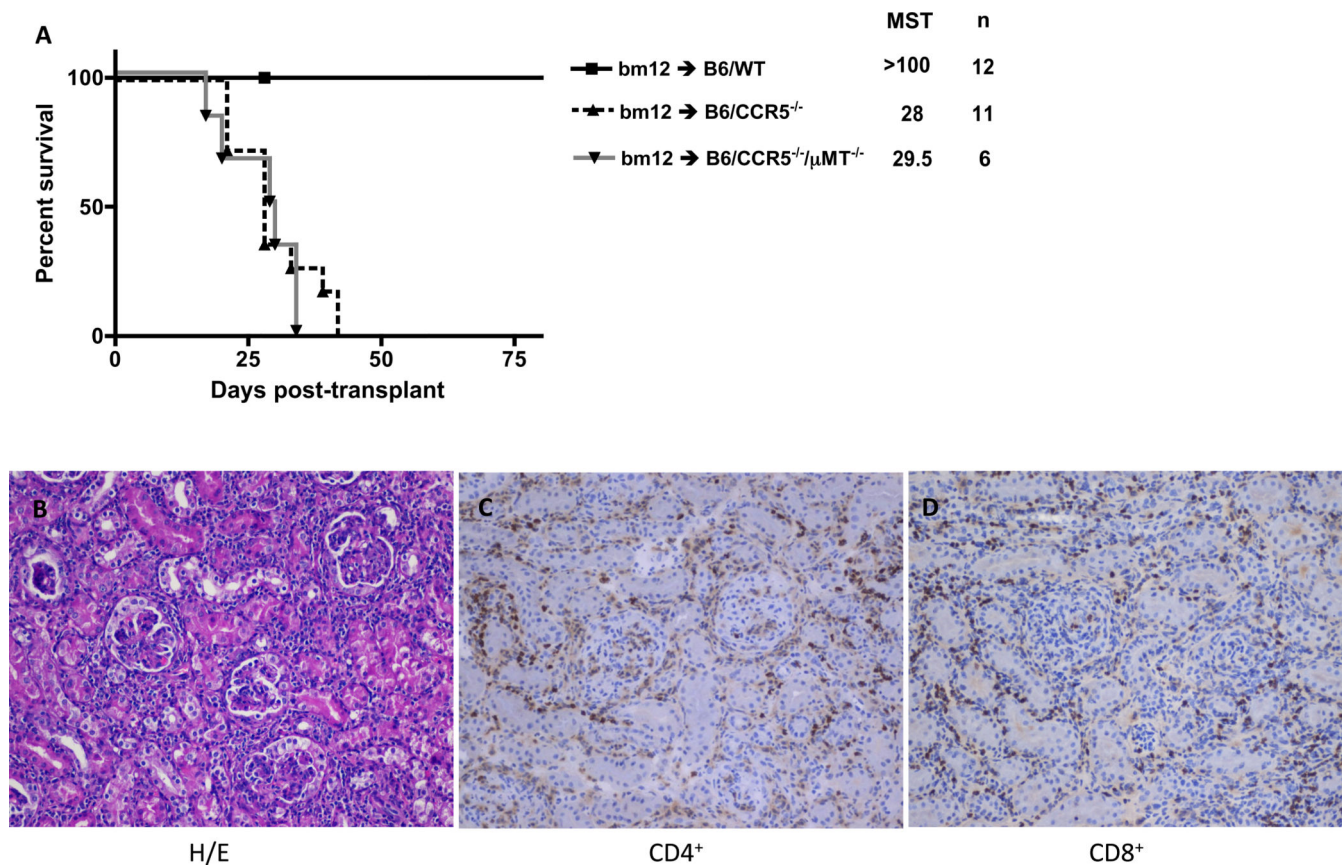 A
MST n
bm12 ➔ B6/WT >100 12
bm12 ➔ B6/CCR5-/- 28 11
bm12 ➔ B6/CCR5-/-/μMT-/- 29.5 6
Percent survival
100
50
0
0 25 50 75
Days post-transplant
B C D
H/E CD4+ CD8+